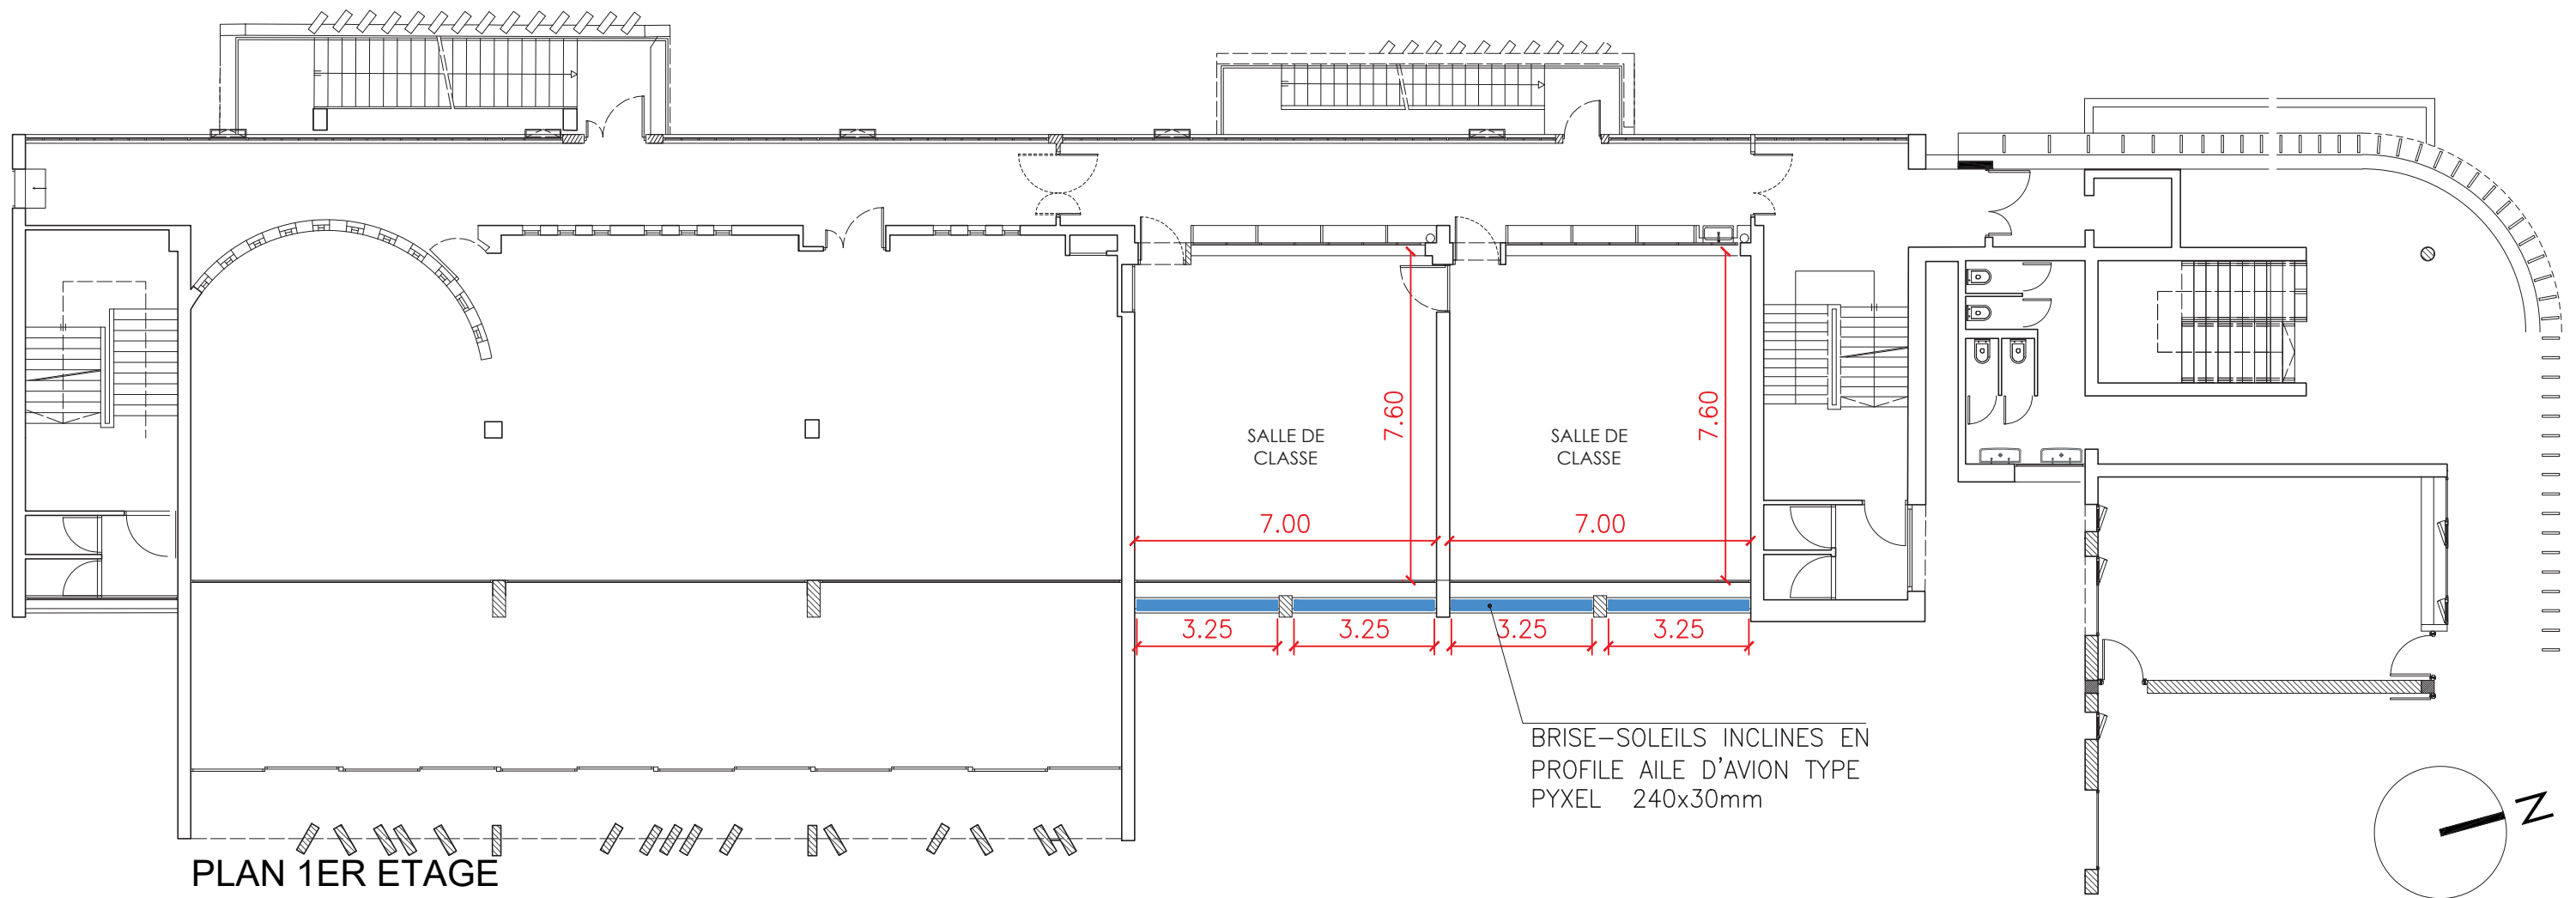 7.60
7.60
SALLE DE
CLASSE
SALLE DE
CLASSE
7.00
7.00
3.25
3.25
3.25
3.25
BRISE-SOLEILS INCLINES EN
PROFILE AILE D'AVION TYPE
PYXEL 240x30mm
N
PLAN 1ER ETAGE